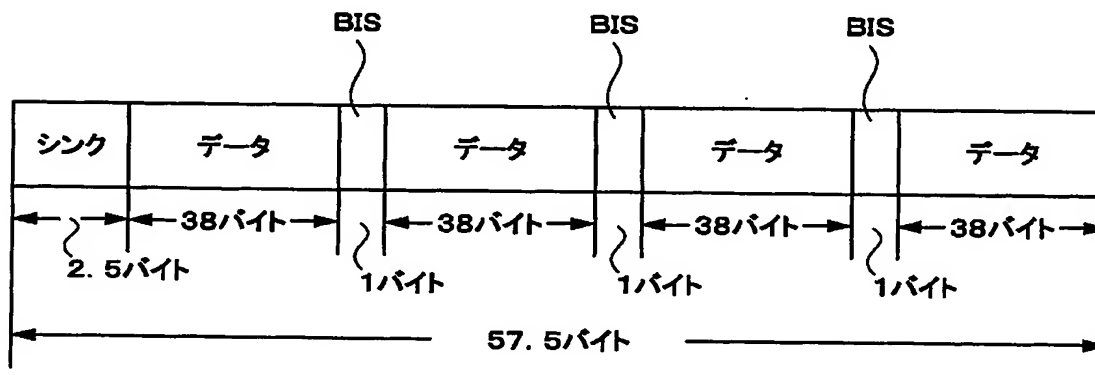 BIS BIS BIS
シンク データ データ データ データ
38バイト 38バイト 38バイト 38バイト
2. 5バイト 1バイト 1バイト 1バイト
57. 5バイト